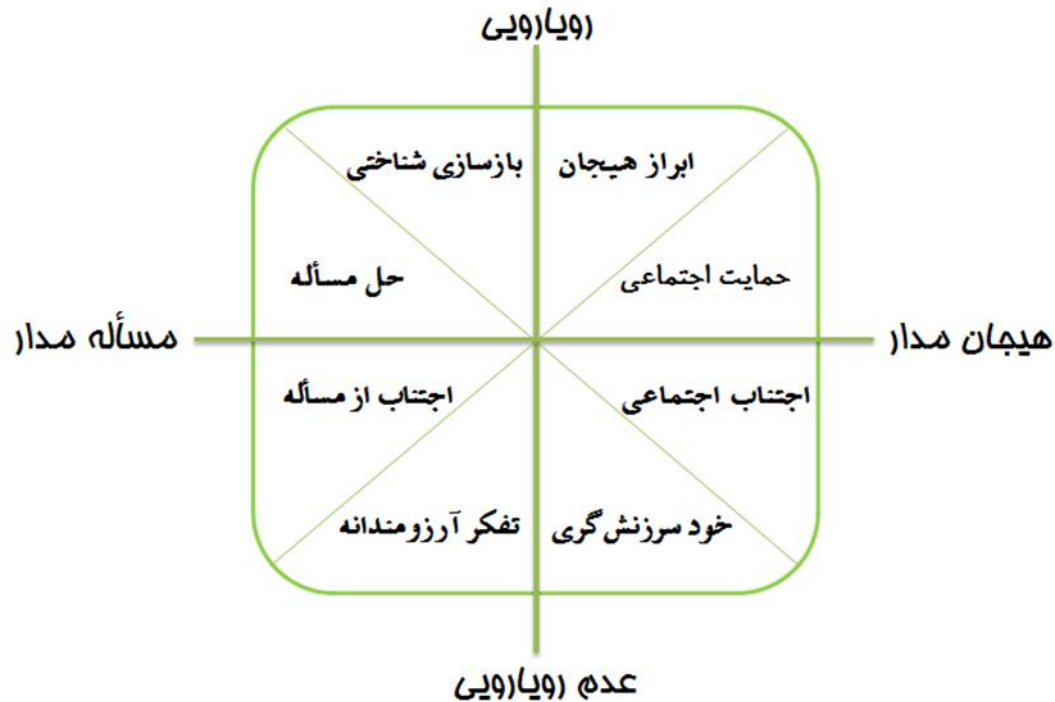 رویارویی
ابراز هیجان
بازسازی شناختی
حمایت اجتماعی
حل مسأله
هیجان مدار
مسأله مدار
اجتناب اجتماعی
اجتناب از مسأله
خود سرزنش‌گری
تفکر آرزومندانه
عدم رویارویی